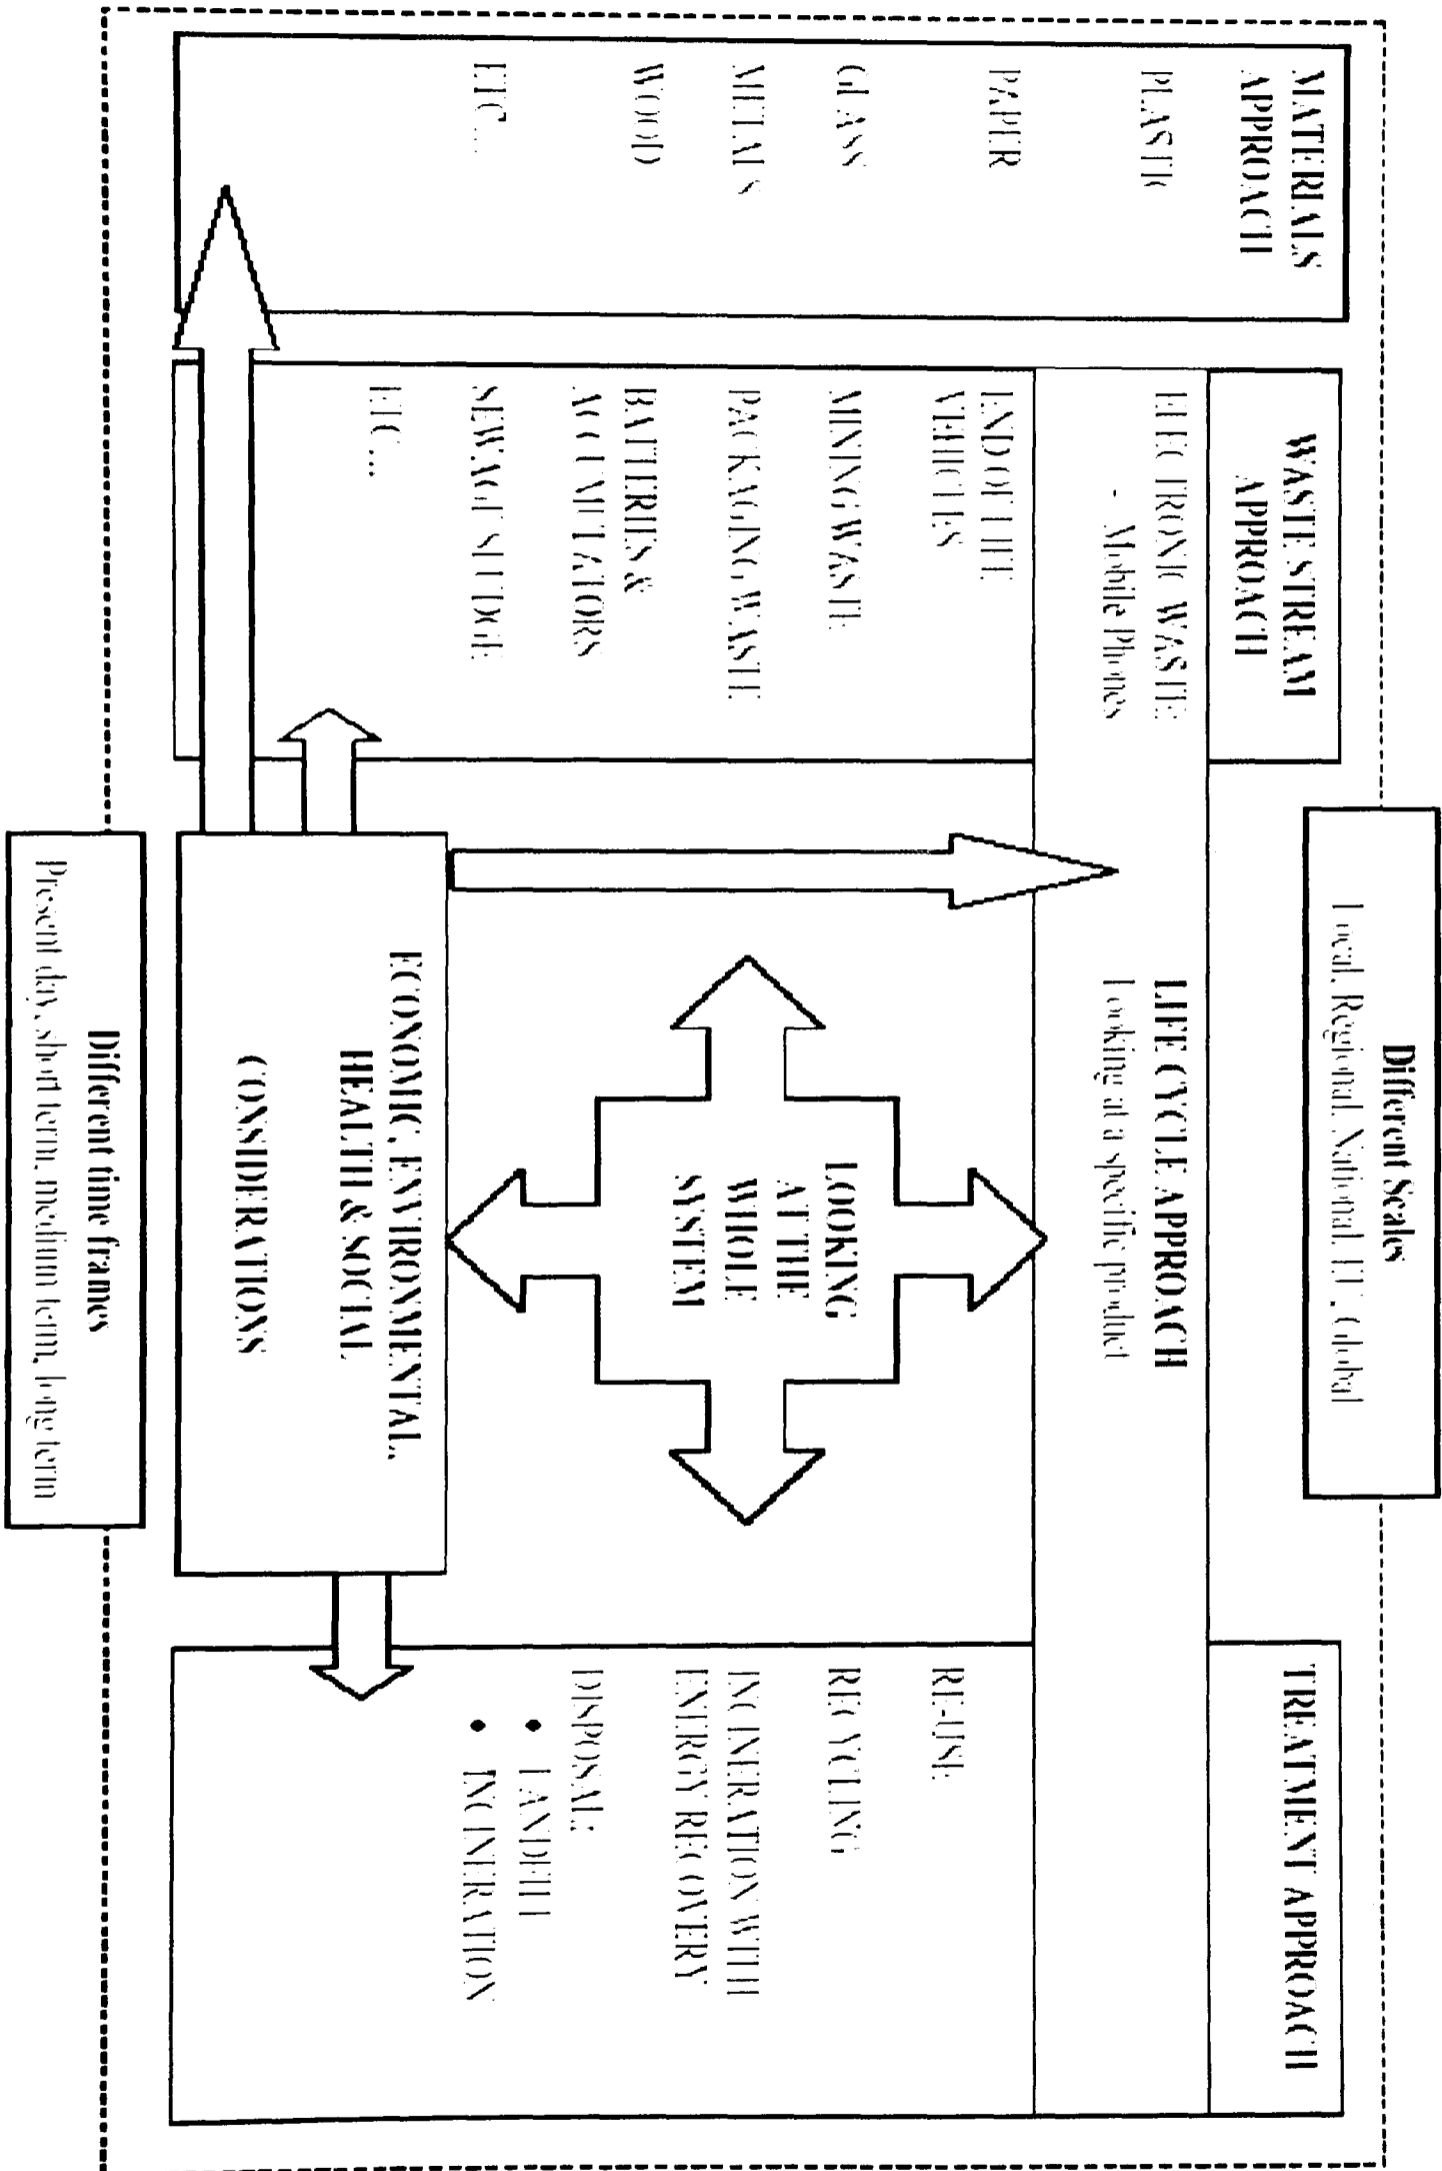 Different Scales
Local, Regional, National, EU, Global
MATERIALS
APPROACH
PLASTIC
PAPER
GLASS
METALS
WOOD
ETC...
WASTE STREAM
APPROACH
ELECTRONIC WASTE
- Mobile Phones
END OF LIFE
VEHICLES
MINING WASTE
PACKAGING WASTE
BATTERIES &
ACCUMULATORS
SEWAGE SLUDGE
ETC...
LIFE CYCLE APPROACH
Looking at a specific product
LOOKING
AT THE
WHOLE
SYSTEM
ECONOMIC, ENVIRONMENTAL,
HEALTH & SOCIAL
CONSIDERATIONS
TREATMENT APPROACH
RE-USE
RECYCLING
INCINERATION WITH
ENERGY RECOVERY
DISPOSAL:
• LANDFILL
• INCINERATION
Different time frames
Present day, short term, medium term, long term